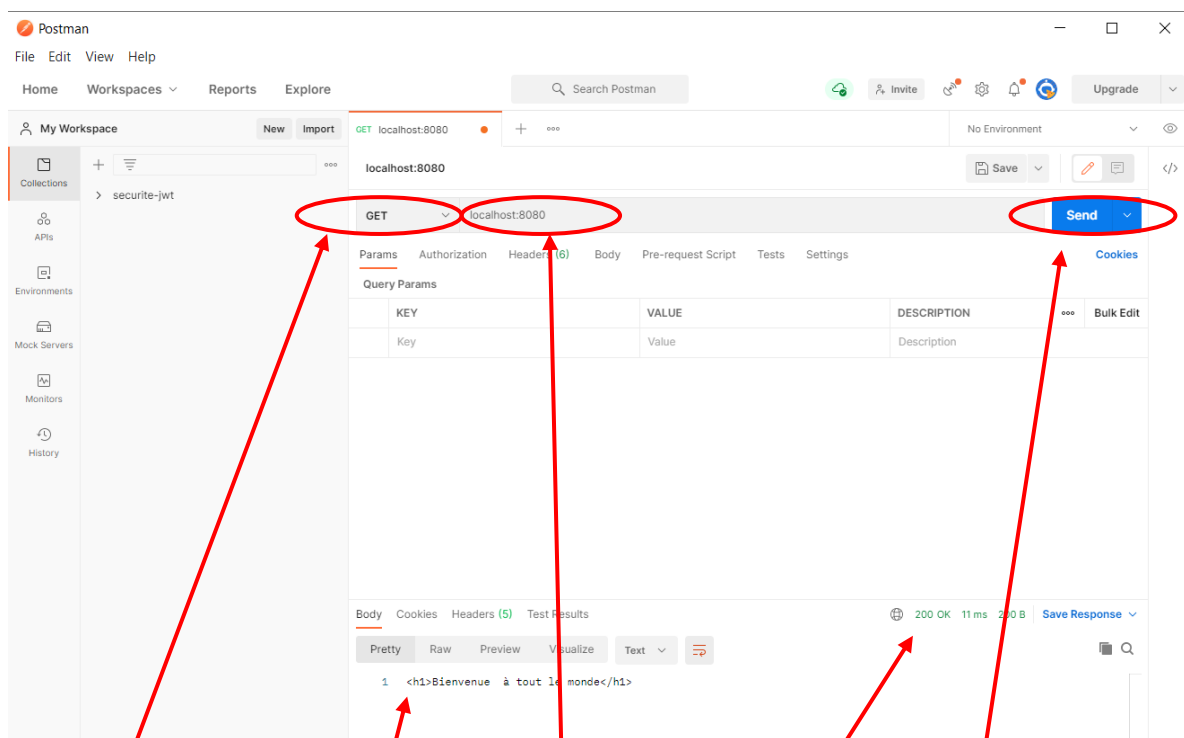 Postman
File Edit View Help
Home Workspaces Reports Explore Search Postman Invite Upgrade
My Workspace New Import GET localhost:8080 No Environment
localhost:8080 Save
Collections
securite-jwt
GET localhost:8080 Send
APIs
Params Authorization Headers (6) Body Pre-request Script Tests Settings Cookies
Environments
Query Params
KEY VALUE DESCRIPTION Bulk Edit
Key Value Description
Mock Servers
Monitors
History
Body Cookies Headers (5) Test Results 200 OK 11 ms 200 B Save Response
Pretty Raw Preview Visualize Text
1 <h1>Bienvenue  à tout le monde</h1>